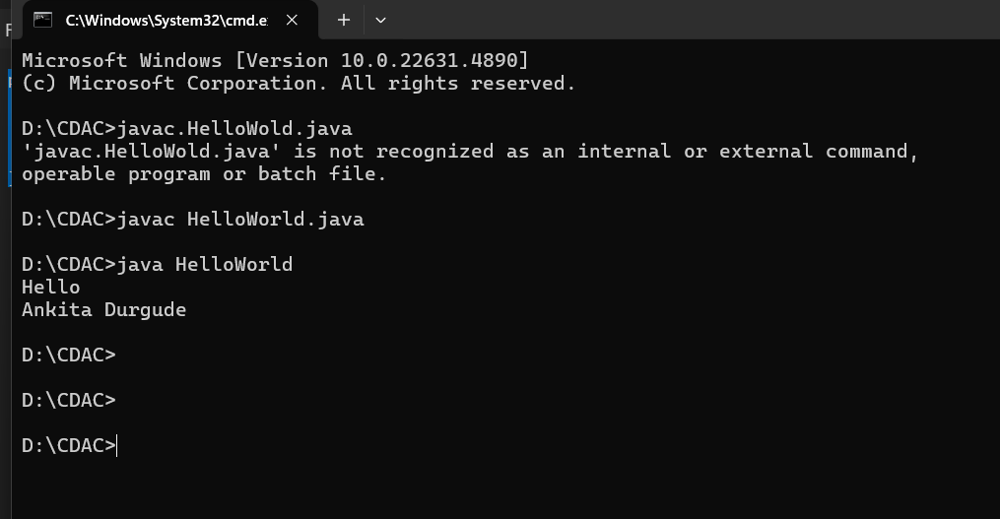 C:\Windows\System32\cmd.e
Microsoft Windows [Version 10.0.22631.4890]
(c) Microsoft Corporation. All rights reserved.
D:\CDAC>javac.HelloWold.java
'javac.HelloWold.java' is not recognized as an internal or external command,
operable program or batch file.
D:\CDAC>javac HelloWorld.java
D:\CDAC>java HelloWorld
Hello
Ankita Durgude
D:\CDAC>
D:\CDAC>
D:\CDAC>